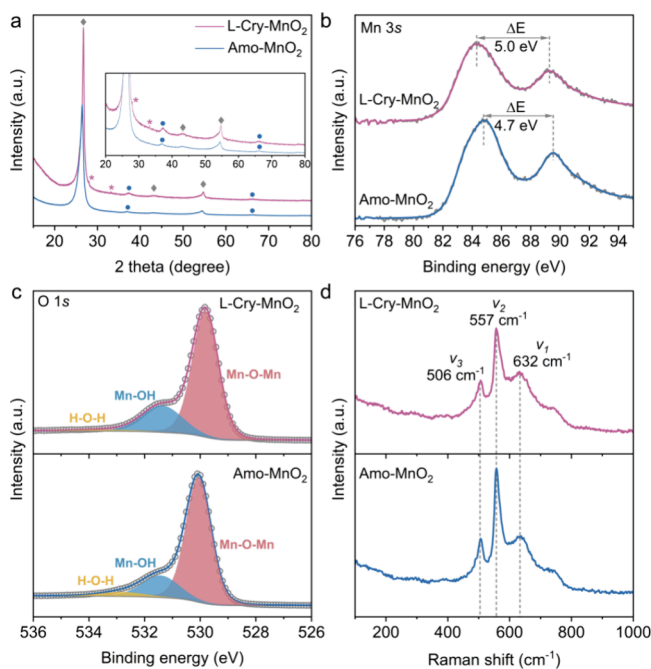 a
L-Cry-MnO₂
Amo-MnO₂
20 30 40 50 60 70 80
Intensity (a.u.)
20 30 40 50 60 70 80
2 theta (degree)
b
Mn 3s
ΔE
5.0 eV
L-Cry-MnO₂
ΔE
4.7 eV
Amo-MnO₂
Intensity (a.u.)
76 78 80 82 84 86 88 90 92 94
Binding energy (eV)
c
O 1s
L-Cry-MnO₂
Mn-O-Mn
Mn-OH
H-O-H
Amo-MnO₂
Mn-O-Mn
Mn-OH
H-O-H
Intensity (a.u.)
536 534 532 530 528 526
Binding energy (eV)
d
L-Cry-MnO₂
ν₂
557 cm⁻¹
ν₁
632 cm⁻¹
ν₃
506 cm⁻¹
Amo-MnO₂
Intensity (a.u.)
200 400 600 800 1000
Raman shift (cm⁻¹)